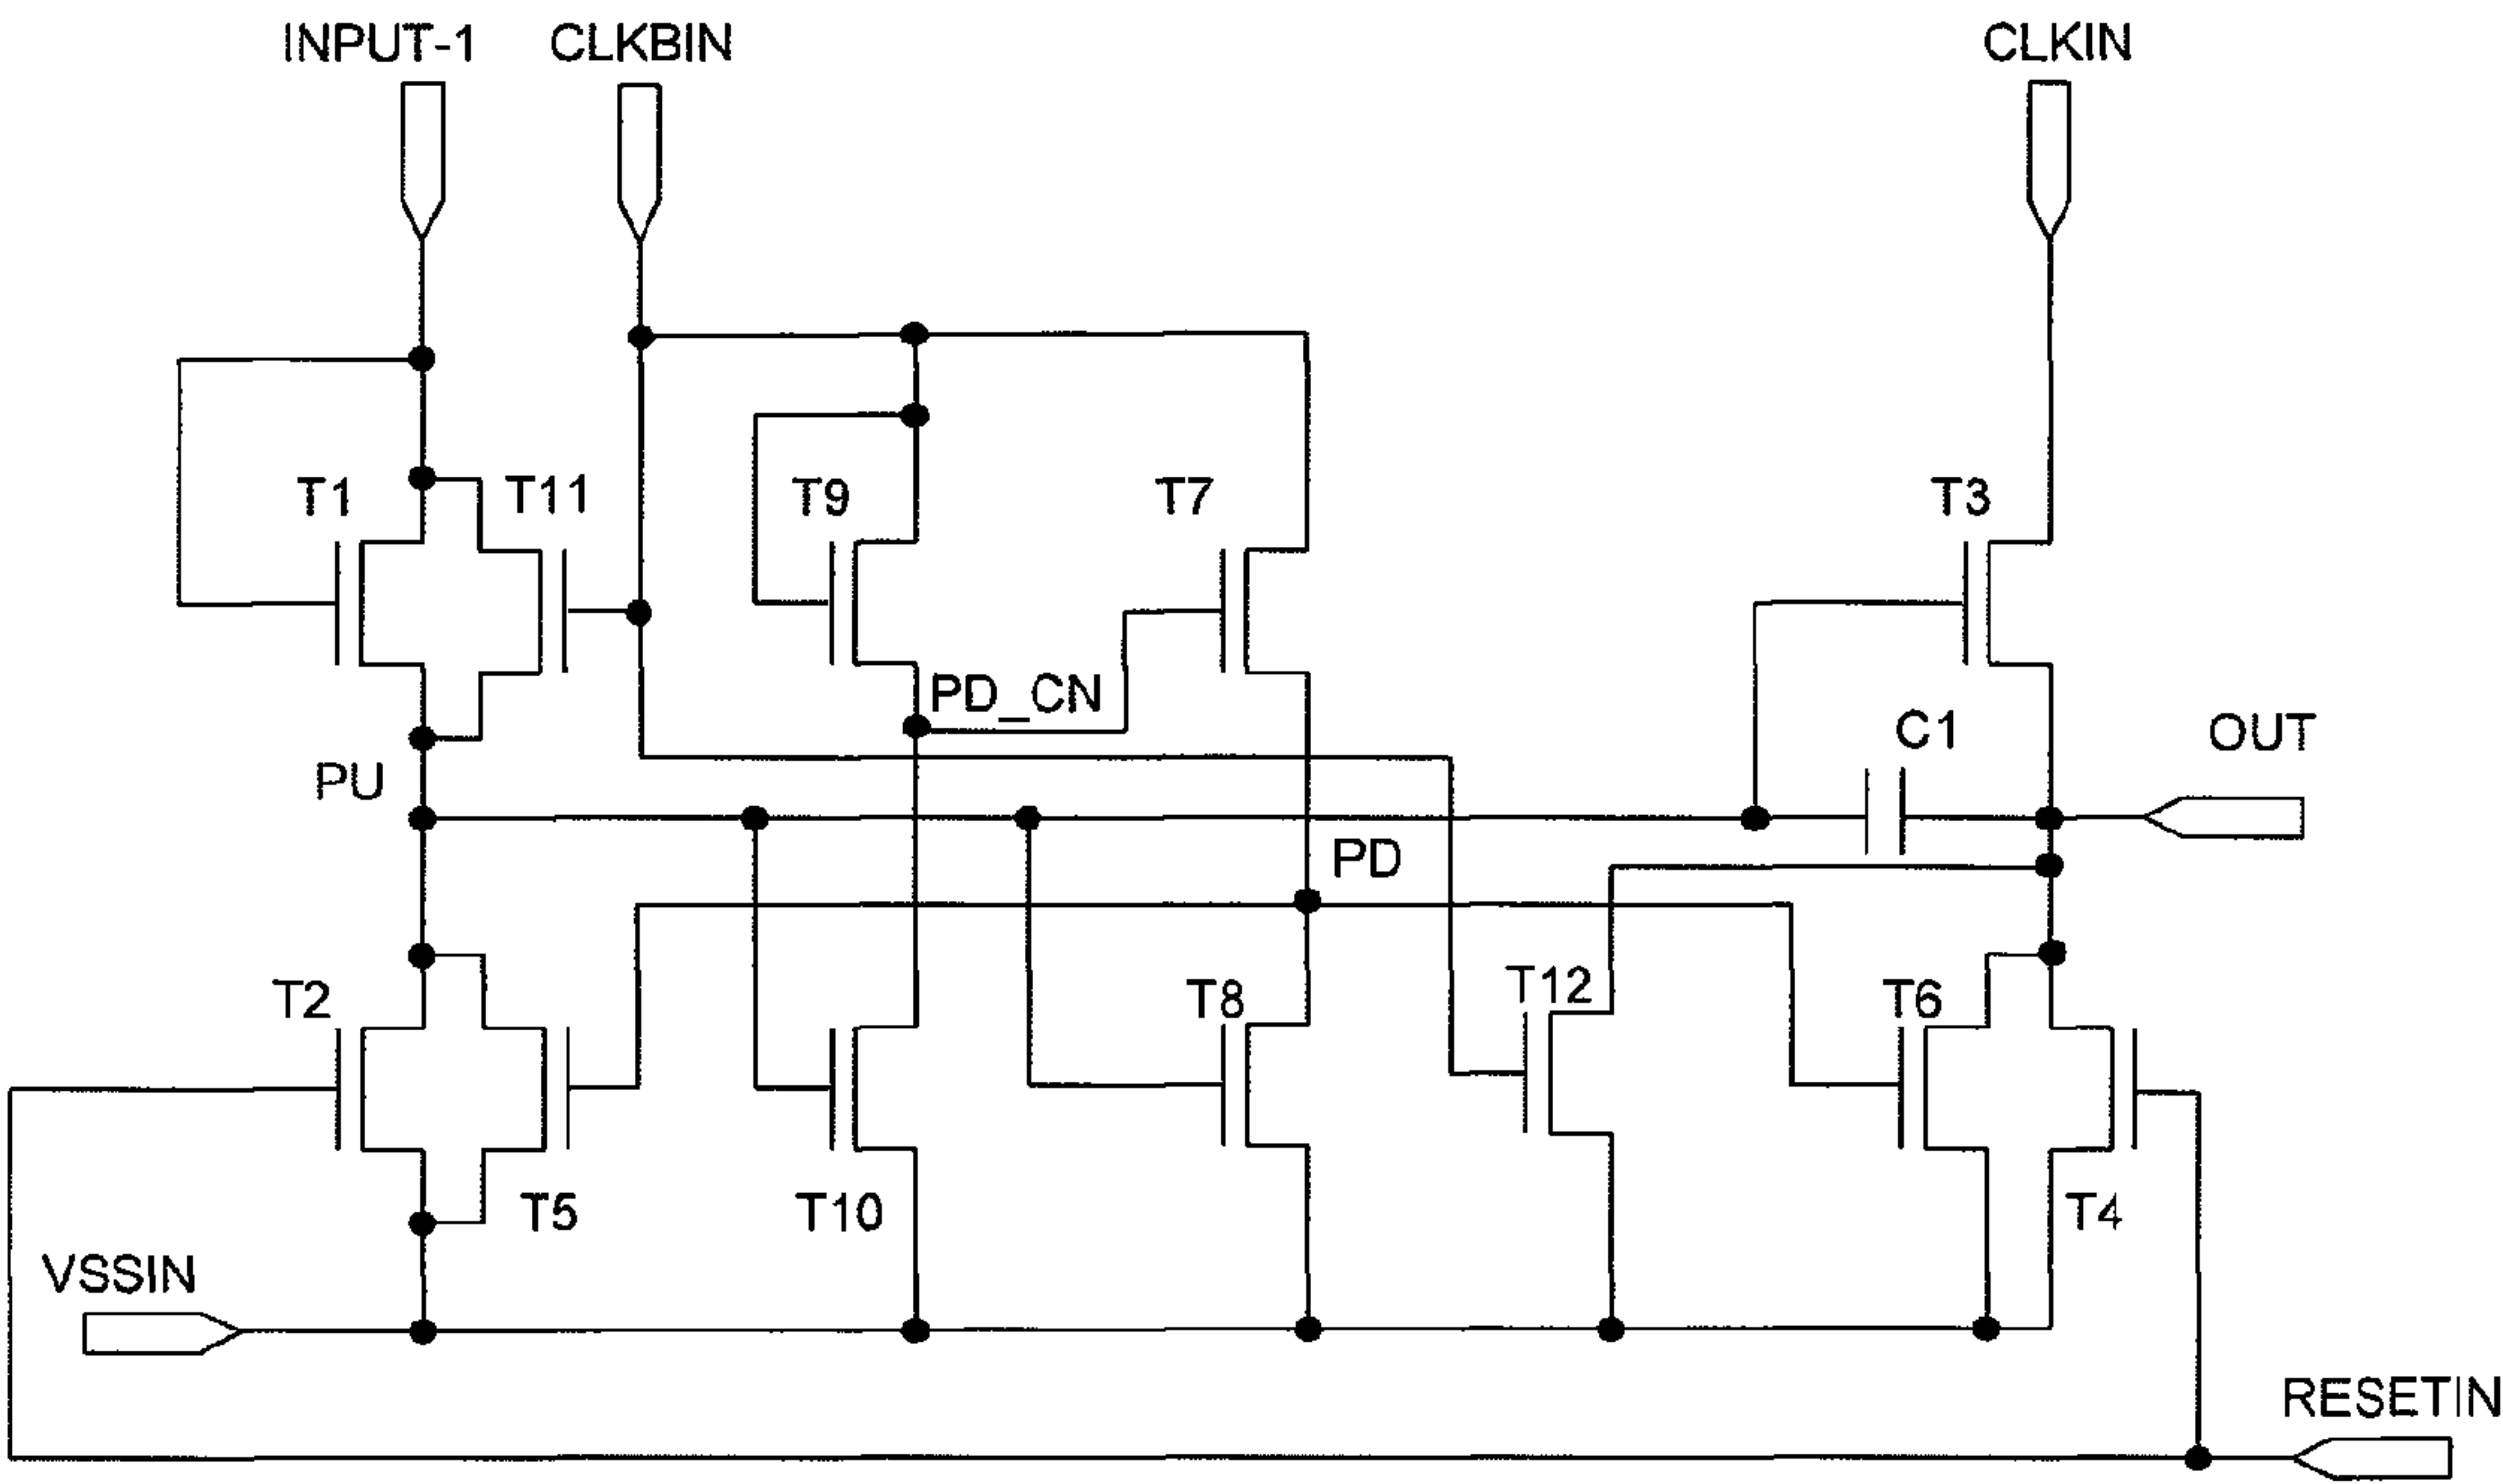 INPUT-1
CLKBIN
CLKIN
T1
T11
T9
T7
T3
PD_CN
C1
OUT
PU
PD
T2
T8
T12
T6
T5
T10
T4
VSSIN
RESETIN